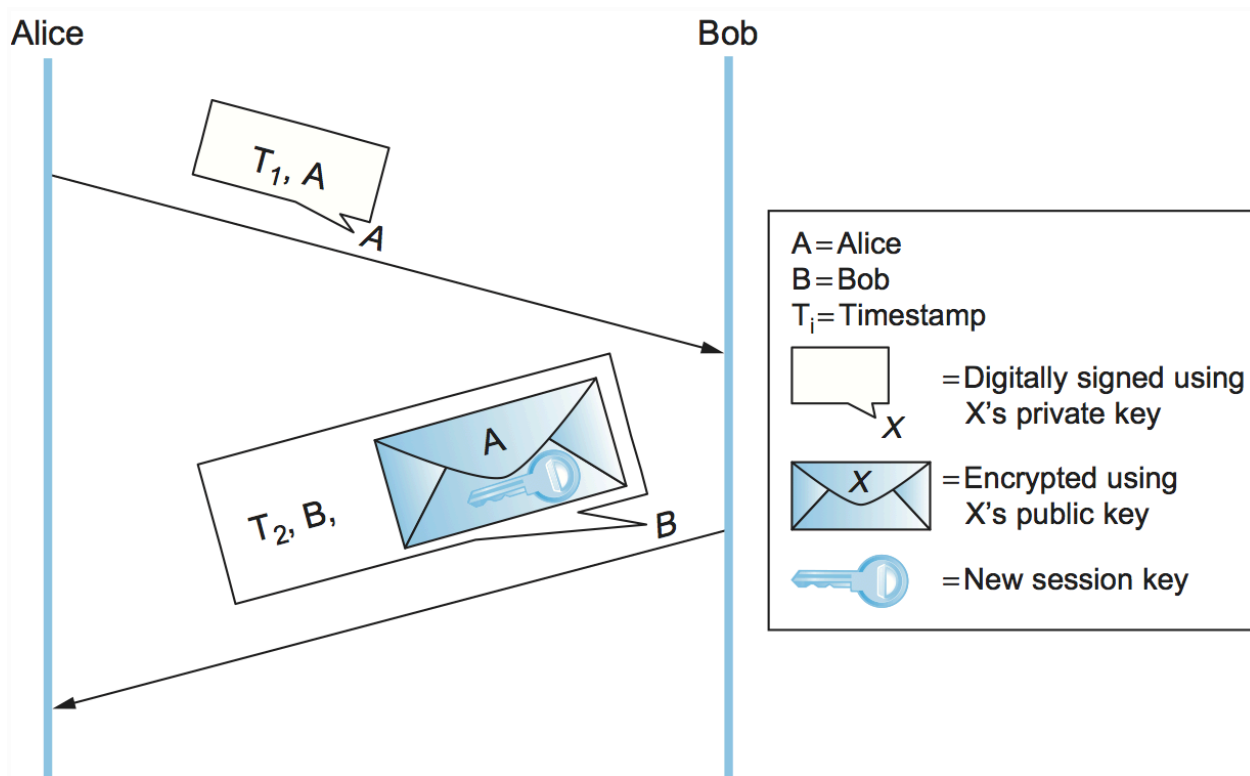 Alice
Bob
T₁, A
A
A
T₂, B,
B
A=Alice
B=Bob
Tᵢ=Timestamp
=Digitally signed using
X's private key
X
X
=Encrypted using
X's public key
=New session key